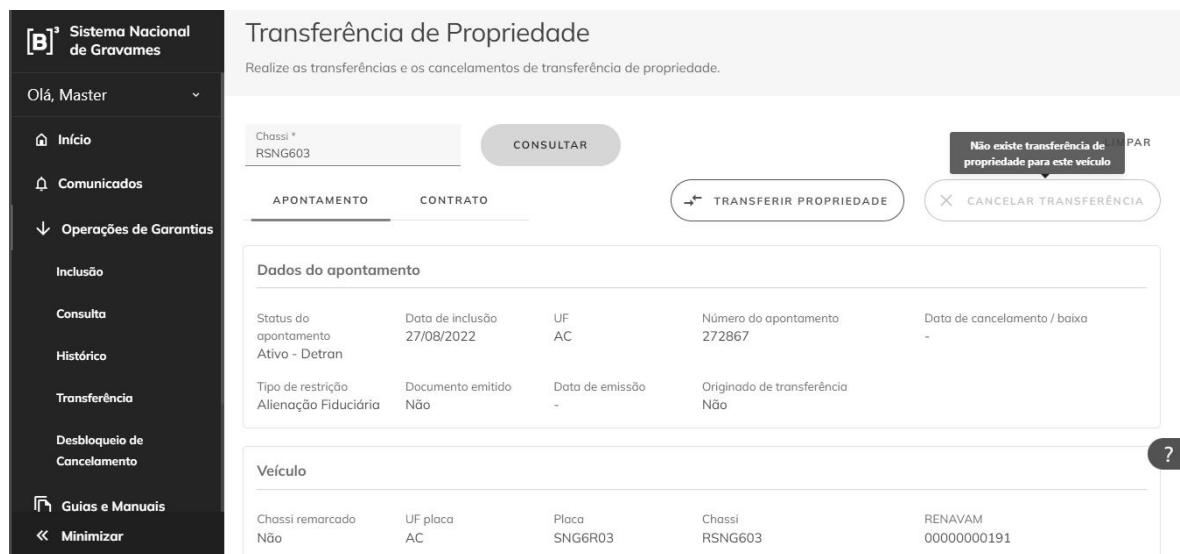 [B]³ Sistema Nacional
de Gravames
Olá, Master
Início
Comunicados
Operações de Garantias
Inclusão
Consulta
Histórico
Transferência
Desbloqueio de
Cancelamento
Guias e Manuais
Minimizar
Transferência de Propriedade
Realize as transferências e os cancelamentos de transferência de propriedade.
Chassi *
RSNG603
CONSULTAR
Não existe transferência de
propriedade para este veículo
APONTAMENTO CONTRATO
TRANSFERIR PROPRIEDADE
CANCELAR TRANSFERÊNCIA
Dados do apontamento
Status do
apontamento
Ativo - Detran
Data de inclusão
27/08/2022
UF
AC
Número do apontamento
272867
Data de cancelamento / baixa
-
Tipo de restrição
Alienação Fiduciária
Documento emitido
Não
Data de emissão
-
Originado de transferência
Não
?
Veículo
Chassi remarcado
Não
UF placa
AC
Placa
SNG6R03
Chassi
RSNG603
RENAVAM
00000000191